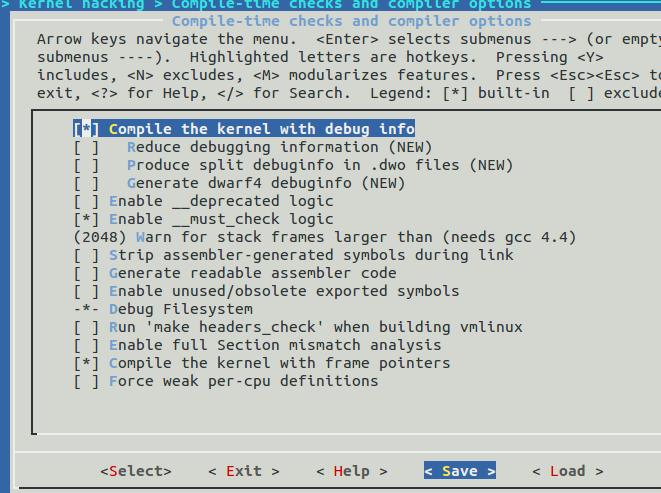 > Kernel hacking > Compile-time checks and compiler options
Compile-time checks and compiler options
Arrow keys navigate the menu.  <Enter> selects submenus ---> (or empty
submenus ----).  Highlighted letters are hotkeys.  Pressing <Y>
includes, <N> excludes, <M> modularizes features.  Press <Esc><Esc> to
exit, <?> for Help, </> for Search.  Legend: [*] built-in  [ ]
[*] Compile the kernel with debug info
[ ]   Reduce debugging information (NEW)
[ ]   Produce split debuginfo in .dwo files (NEW)
[ ]   Generate dwarf4 debuginfo (NEW)
[ ] Enable __deprecated logic
[*] Enable __must_check logic
(2048) Warn for stack frames larger than (needs gcc 4.4)
[ ] Strip assembler-generated symbols during link
[ ] Generate readable assembler code
[ ] Enable unused/obsolete exported symbols
-*- Debug Filesystem
[ ] Run 'make headers_check' when building vmlinux
[ ] Enable full Section mismatch analysis
[*] Compile the kernel with frame pointers
[ ] Force weak per-cpu definitions
<Select>    < Exit >    < Help >    < Save >    < Load >